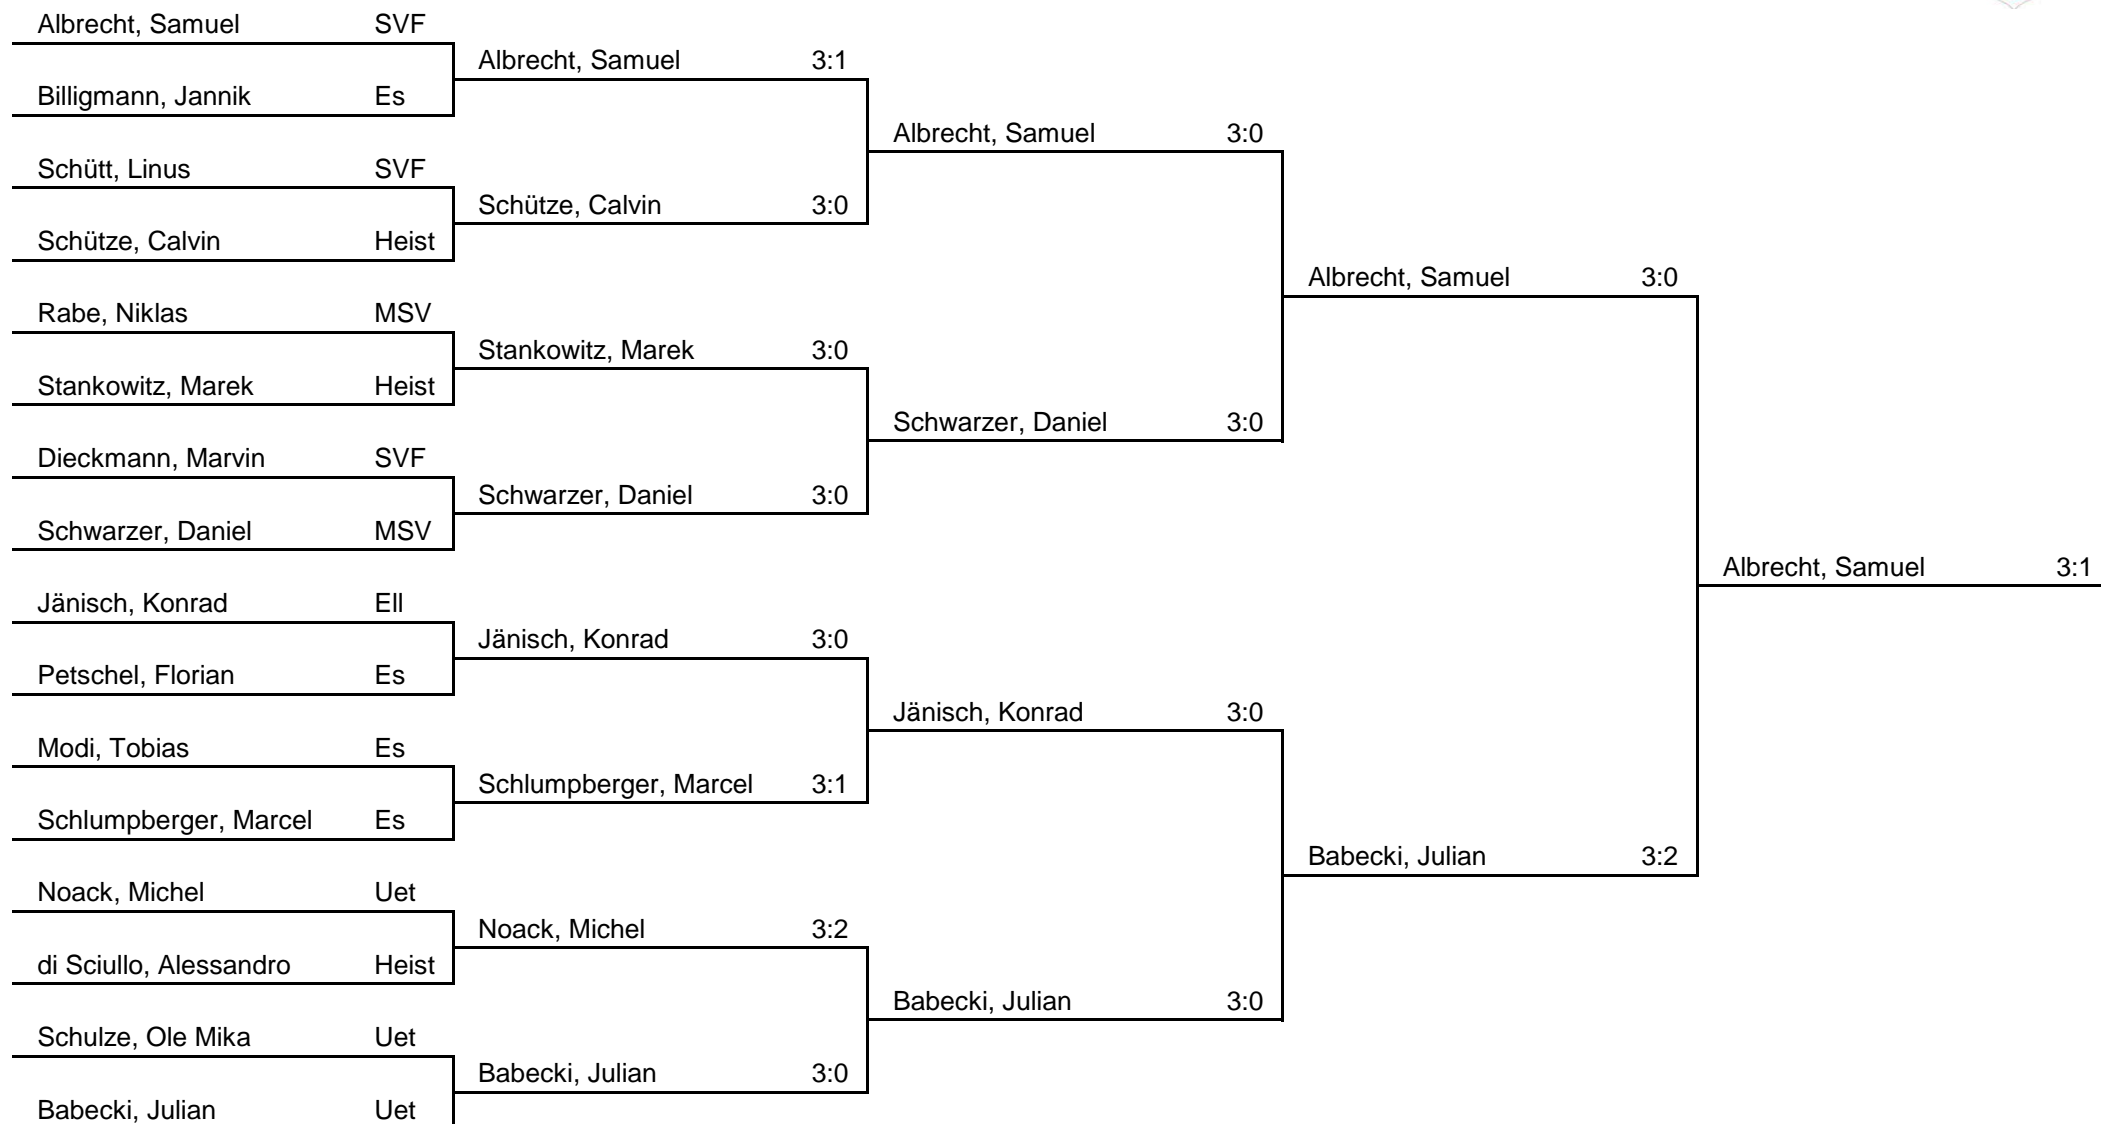 Albrecht, Samuel SVF
Albrecht, Samuel 3:1
Billigmann, Jannik Es
Albrecht, Samuel 3:0
Schütt, Linus SVF
Schütze, Calvin 3:0
Schütze, Calvin Heist
Albrecht, Samuel 3:0
Rabe, Niklas MSV
Stankowitz, Marek 3:0
Stankowitz, Marek Heist
Schwarzer, Daniel 3:0
Dieckmann, Marvin SVF
Schwarzer, Daniel 3:0
Schwarzer, Daniel MSV
Albrecht, Samuel 3:1
Jänisch, Konrad Ell
Jänisch, Konrad 3:0
Petschel, Florian Es
Jänisch, Konrad 3:0
Modi, Tobias Es
Schlumpberger, Marcel 3:1
Schlumpberger, Marcel Es
Babecki, Julian 3:2
Noack, Michel Uet
Noack, Michel 3:2
di Sciullo, Alessandro Heist
Babecki, Julian 3:0
Schulze, Ole Mika Uet
Babecki, Julian 3:0
Babecki, Julian Uet